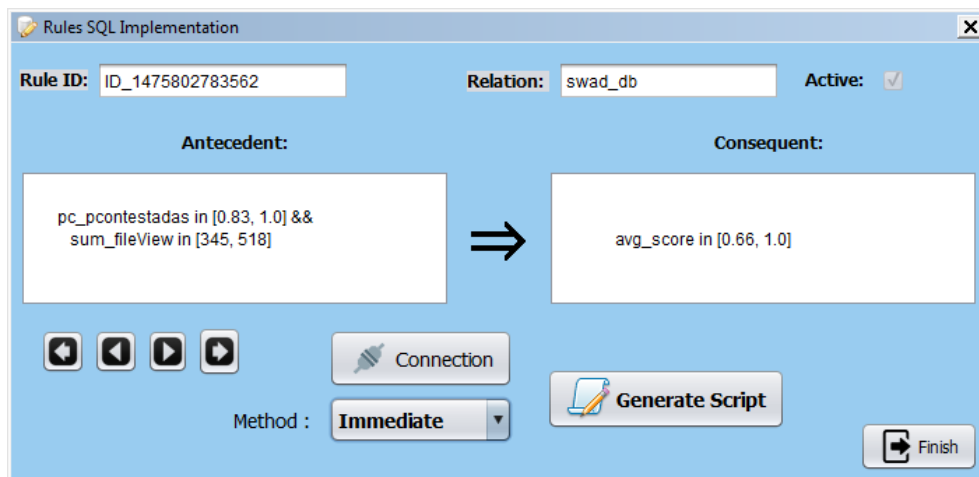 Rules SQL Implementation
Rule ID: ID_1475802783562 Relation: swad_db Active:
Antecedent: Consequent:
pc_pcontestadas in [0.83, 1.0] &&
sum_fileView in [345, 518]
⇒
avg_score in [0.66, 1.0]
Connection
Method : Immediate
Generate Script
Finish